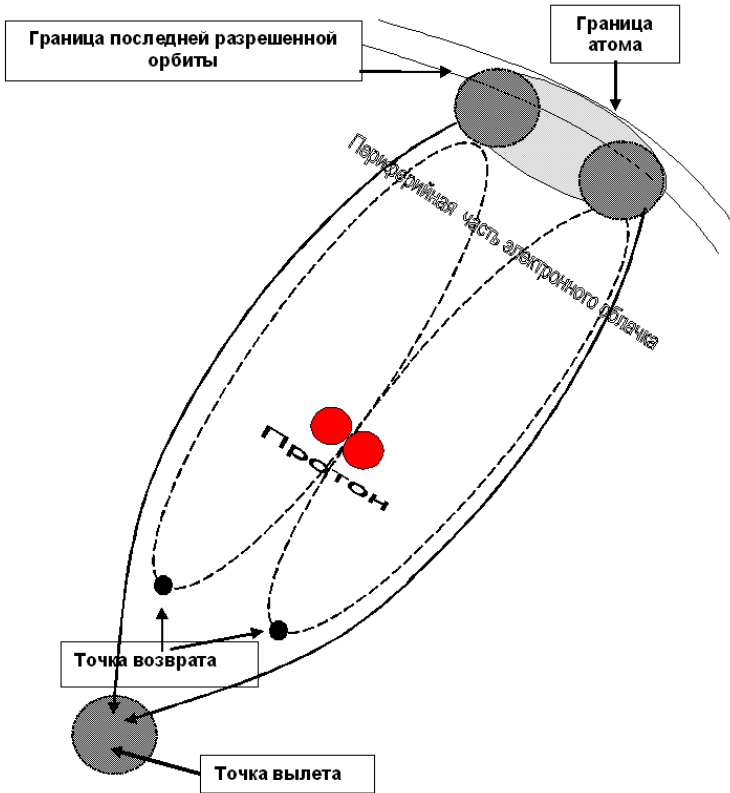 Граница последней разрешенной
орбиты
Граница
атома
Периферийная часть электронного облачка
Протон
Точка возврата
Точка вылета